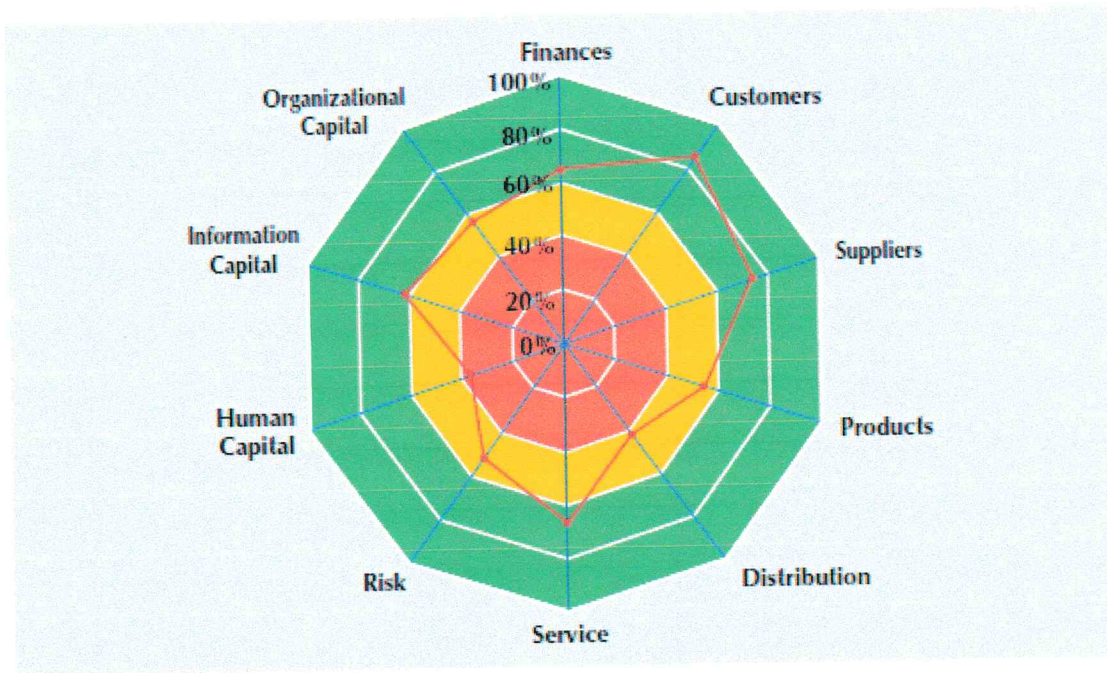 Finances
100%
Organizational
Capital
Customers
80%
60%
Information
Capital
40%
Suppliers
20%
0%
Human
Capital
Products
Risk
Distribution
Service